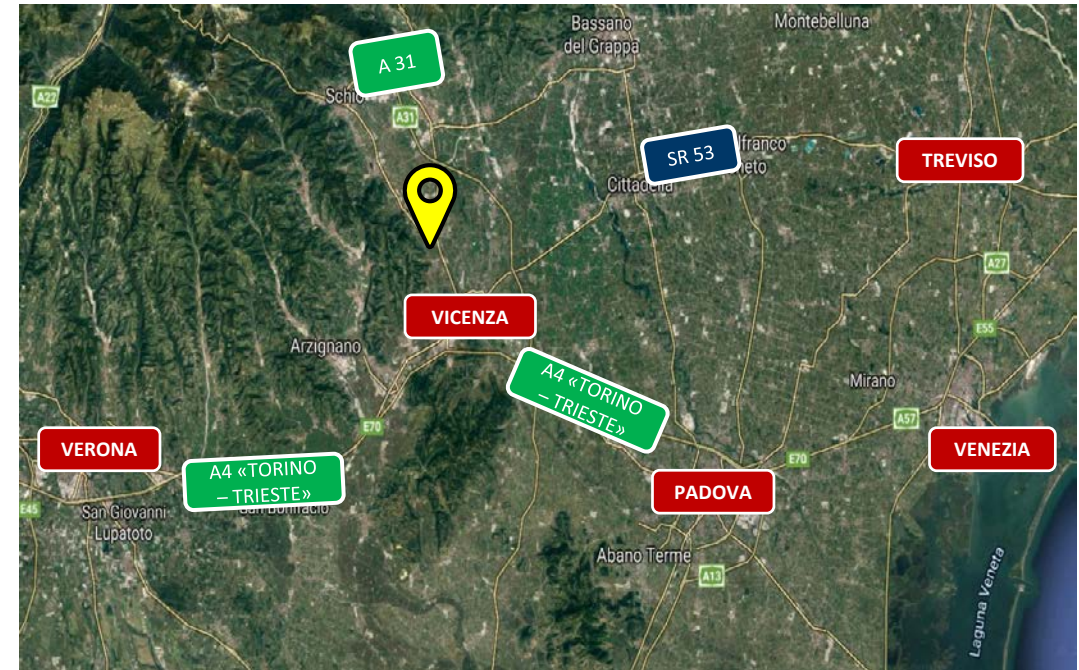 Bassano
del Grappa
Montebelluna
A 31
A22
Schio
A31
SR 53
TREVISO
Cittadella
A27
VICENZA
E55
Arzignano
A4 «TORINO
– TRIESTE»
Mirano
A57
E70
VERONA
VENEZIA
E70
A4 «TORINO
– TRIESTE»
PADOVA
E45
San Giovanni
Lupatoto
Abano Terme
A13
Laguna Veneta